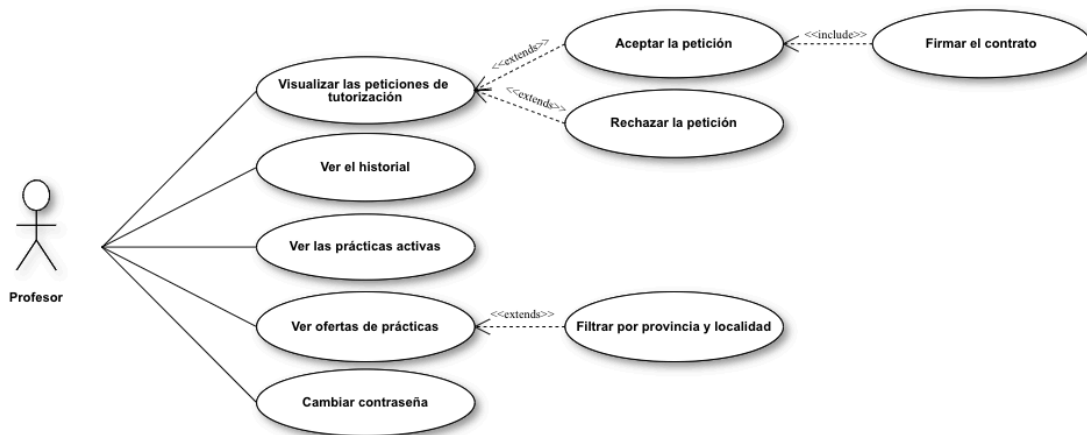 Aceptar la petición
<<include>>
Firmar el contrato
<<extends>>
Visualizar las peticiones de
tutorización
<<extends>>
Rechazar la petición
Ver el historial
Ver las prácticas activas
Profesor
Ver ofertas de prácticas
<<extends>>
Filtrar por provincia y localidad
Cambiar contraseña